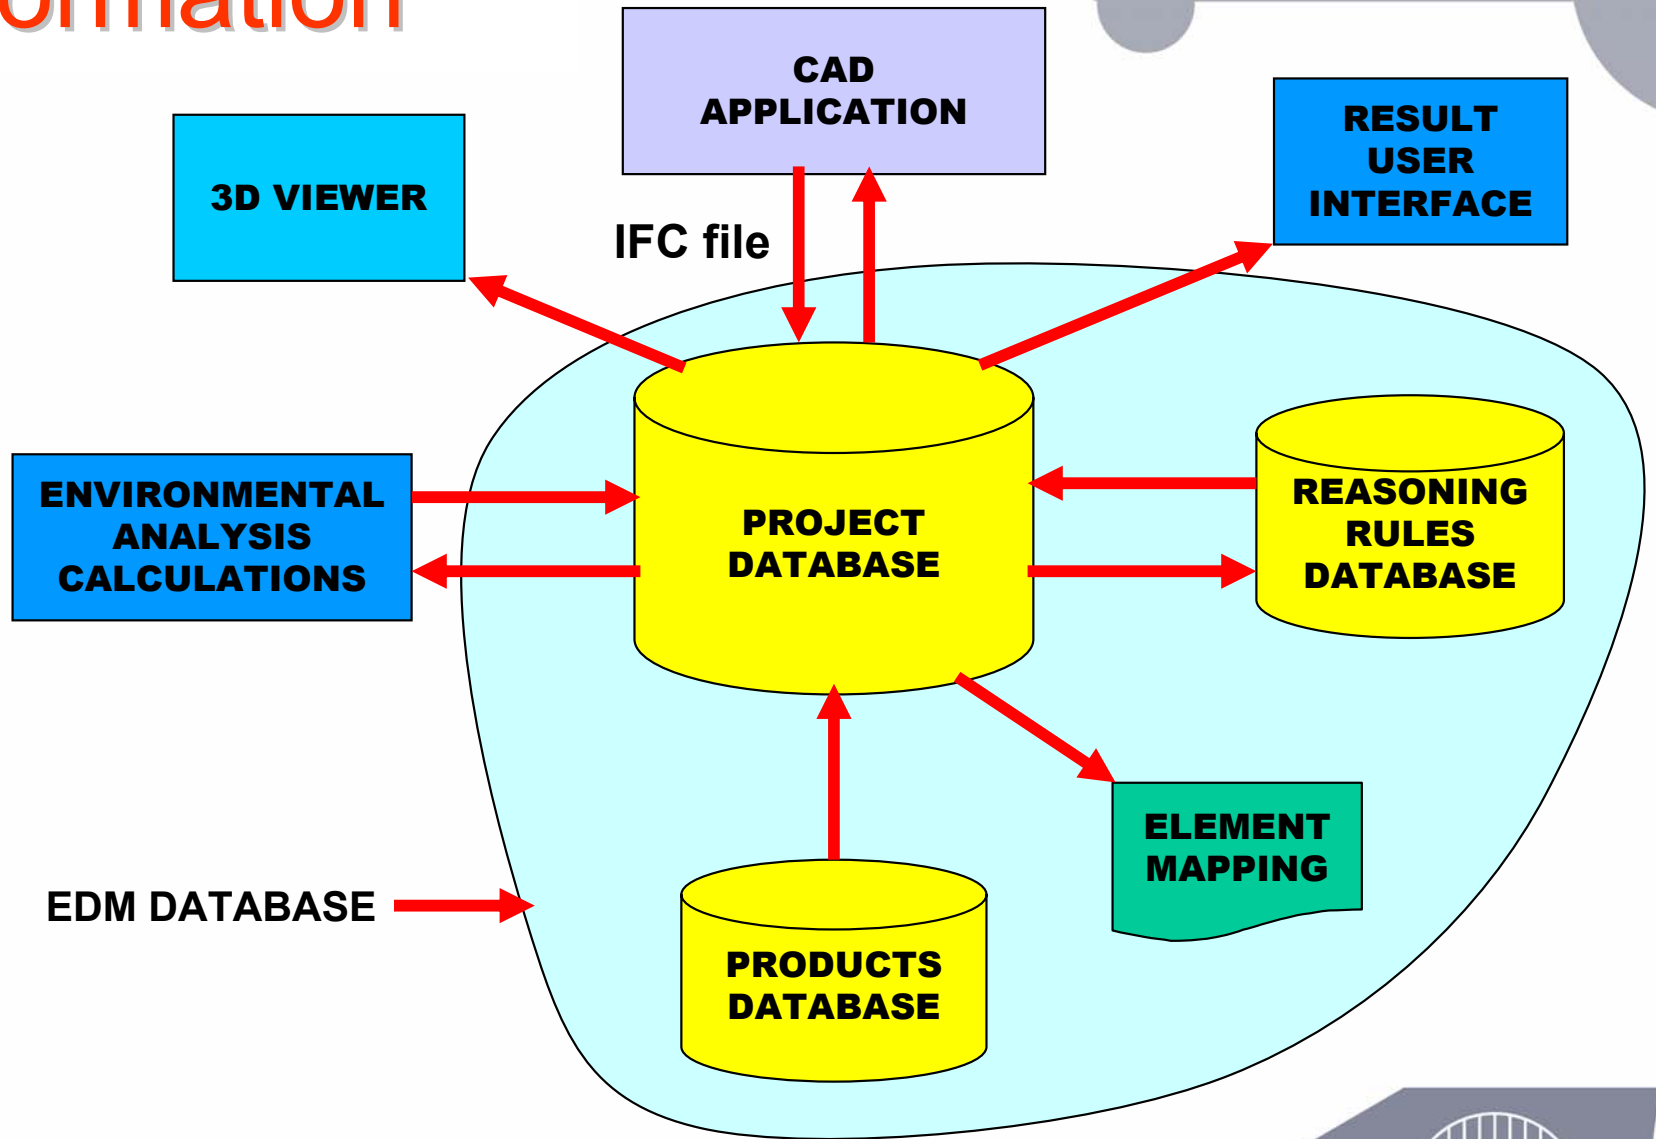 ormation
CAD
APPLICATION
RESULT
USER
INTERFACE
3D VIEWER
IFC file
ENVIRONMENTAL
ANALYSIS
CALCULATIONS
PROJECT
DATABASE
REASONING
RULES
DATABASE
ELEMENT
MAPPING
EDM DATABASE
PRODUCTS
DATABASE